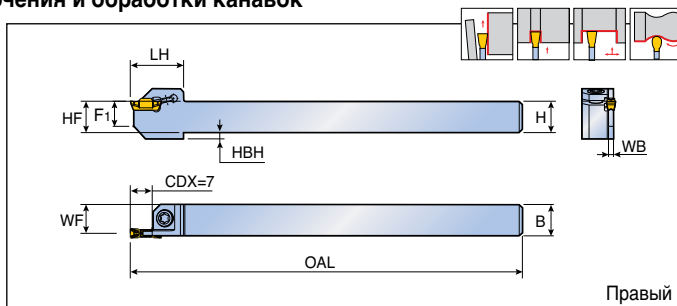 чения и обработки канавок
LH
HF
F1
H
HBH
WB
CDX=7
WF
B
OAL
Правый